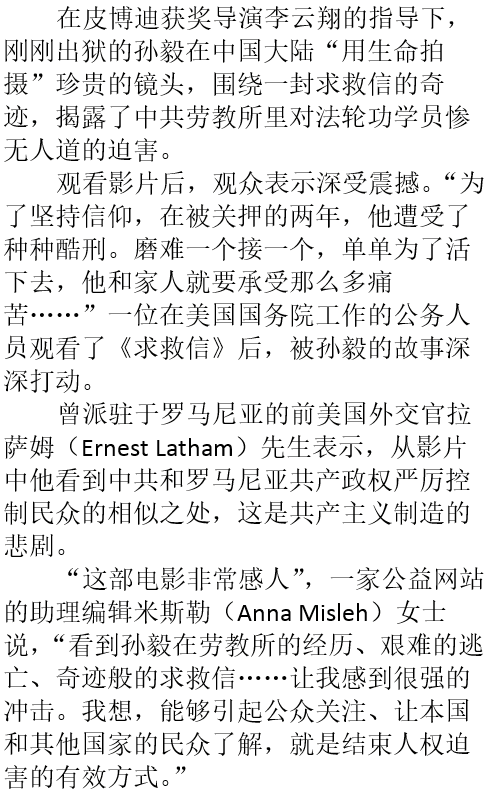 在皮博迪获奖导演李云翔的指导下，
刚刚出狱的孙毅在中国大陆“用生命拍
摄”珍贵的镜头，围绕一封求救信的奇
迹，揭露了中共劳教所里对法轮功学员惨
无人道的迫害。
观看影片后，观众表示深受震撼。“为
了坚持信仰，在被关押的两年，他遭受了
种种酷刑。磨难一个接一个，单单为了活
下去，他和家人就要承受那么多痛
苦……”一位在美国国务院工作的公务人
员观看了《求救信》后，被孙毅的故事深
深打动。
曾派驻于罗马尼亚的前美国外交官拉
萨姆（Ernest Latham）先生表示，从影片
中他看到中共和罗马尼亚共产政权严厉控
制民众的相似之处，这是共产主义制造的
悲剧。
“这部电影非常感人”，一家公益网站
的助理编辑米斯勒（Anna Misleh）女士
说，“看到孙毅在劳教所的经历、艰难的逃
亡、奇迹般的求救信……让我感到很强的
冲击。我想，能够引起公众关注、让本国
和其他国家的民众了解，就是结束人权迫
害的有效方式。”